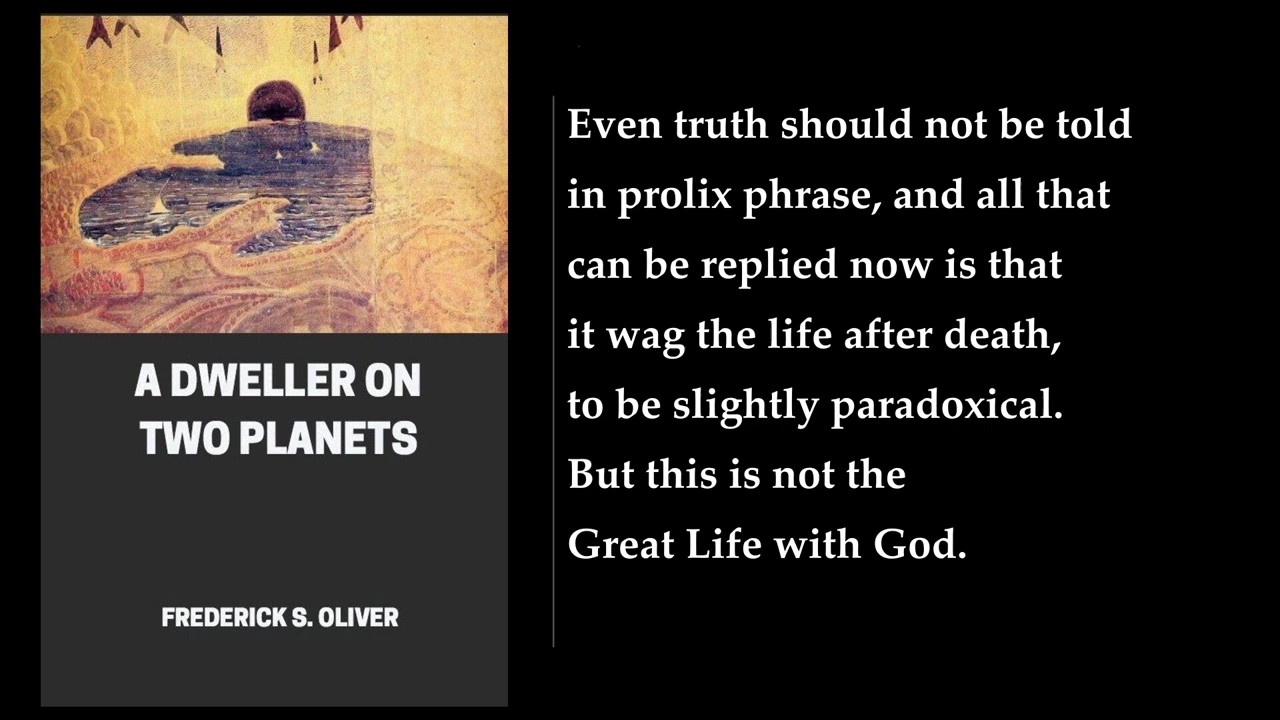 A DWELLER ON
TWO PLANETS
FREDERICK S. OLIVER
Even truth should not be told
in prolix phrase, and all that
can be replied now is that
it wag the life after death,
to be slightly paradoxical.
But this is not the
Great Life with God.